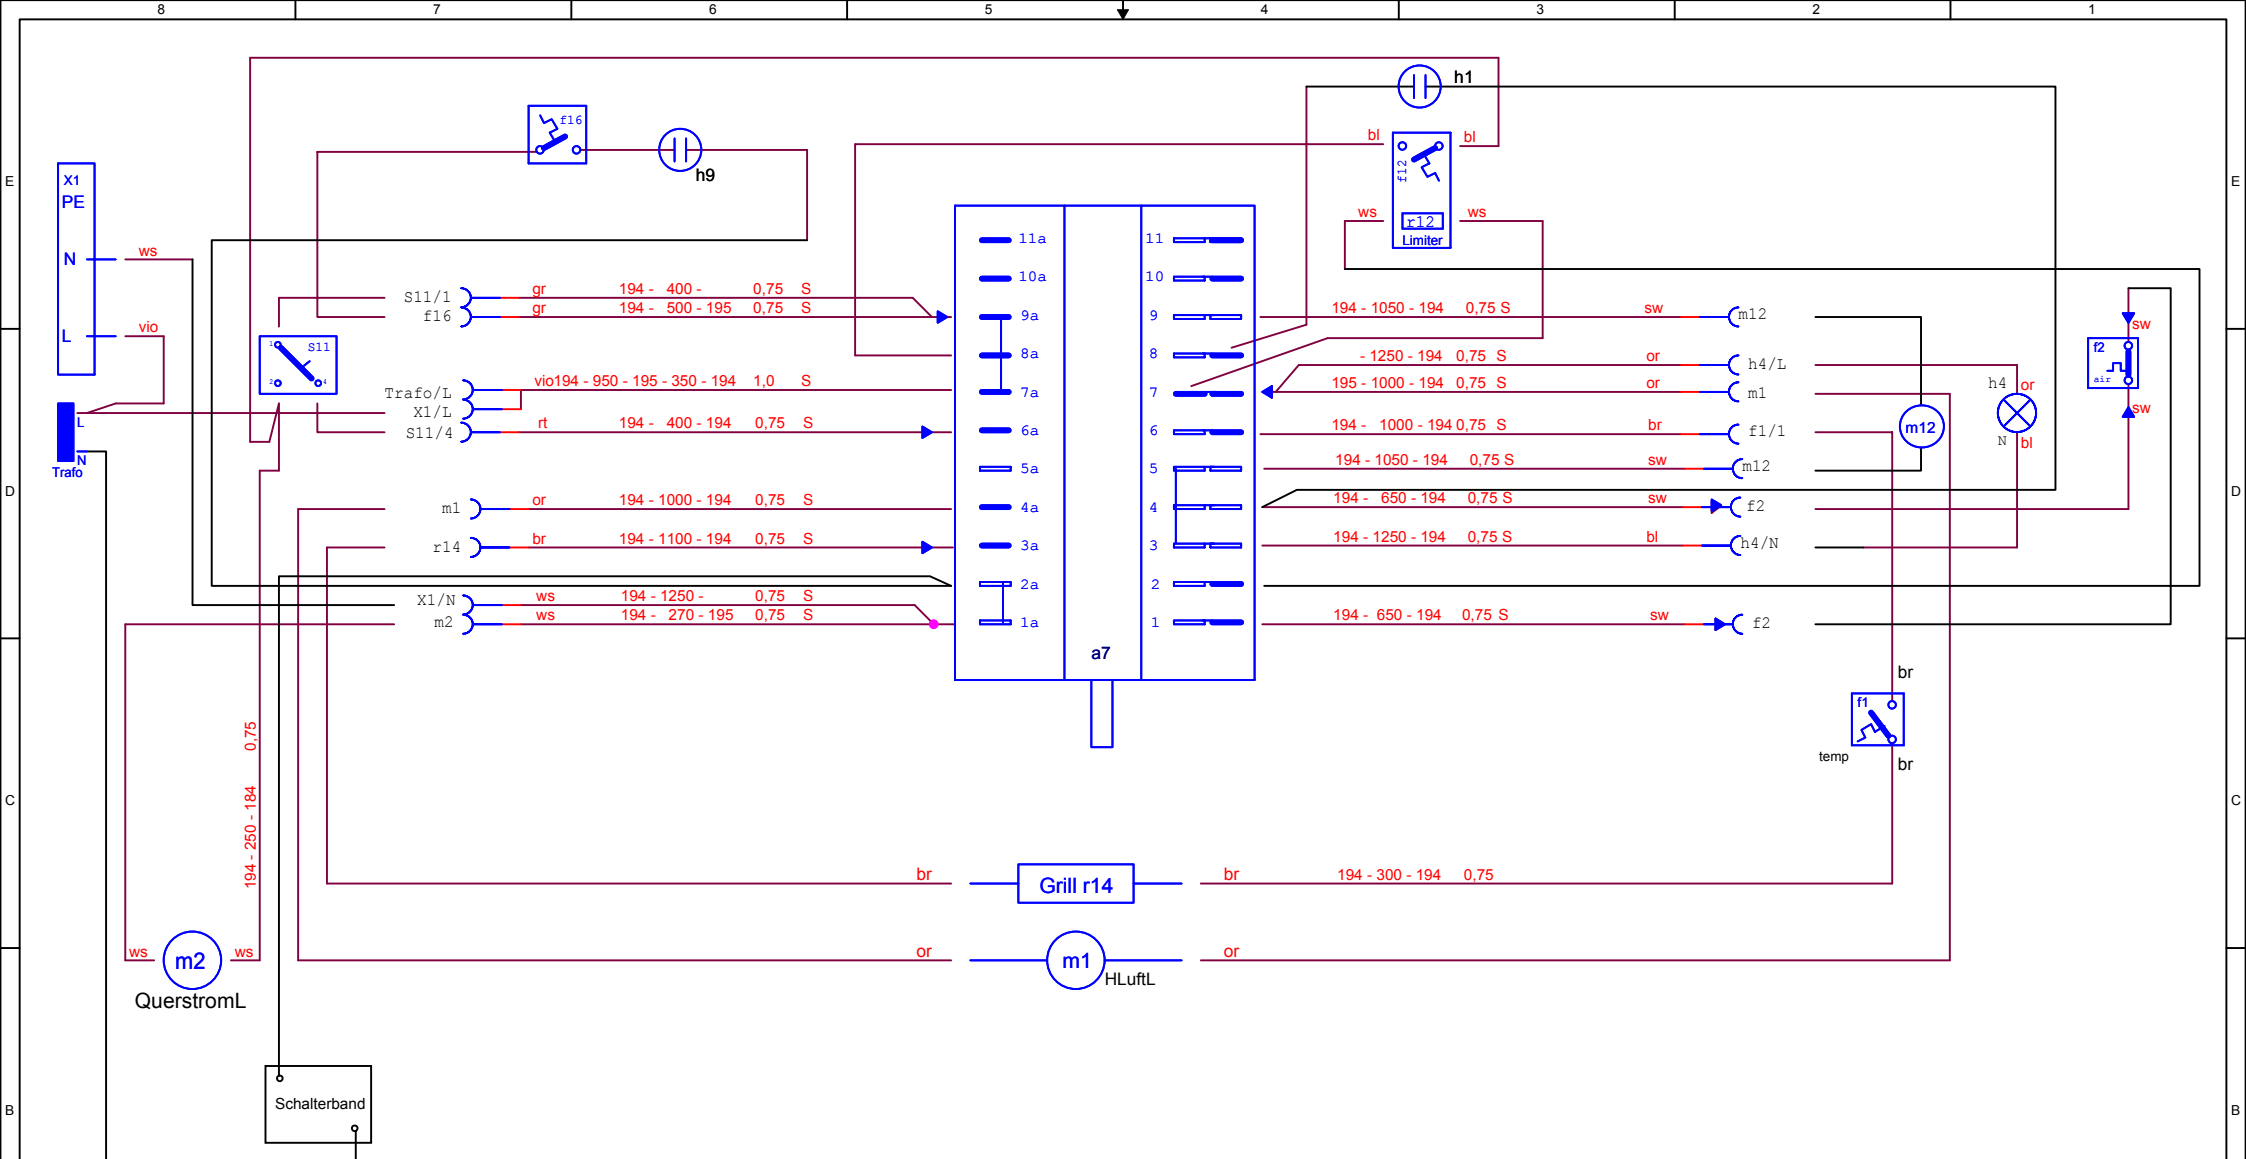 8 7 6 5 4 3 2 1
E
E
D
D
C
C
B
B
h1
f16
h9
bl
bl
f12
ws
ws
r12
Limiter
X1
PE
N
L
ws
vio
L
N
Trafo
S11
1
2
4
S11/1 gr 194 - 400 - 0,75 S
f16 gr 194 - 500 - 195 0,75 S
Trafo/L vio194 - 950 - 195 - 350 - 194 1,0 S
X1/L
S11/4 rt 194 - 400 - 194 0,75 S
m1 or 194 - 1000 - 194 0,75 S
r14 br 194 - 1100 - 194 0,75 S
X1/N ws 194 - 1250 - 0,75 S
m2 ws 194 - 270 - 195 0,75 S
11a 11
10a 10
9a 9
8a 8
7a 7
6a 6
5a 5
4a 4
3a 3
2a 2
1a 1
a7
194 - 1050 - 194 0,75 S sw m12
- 1250 - 194 0,75 S or h4/L
195 - 1000 - 194 0,75 S or m1
194 - 1000 - 194 0,75 S br f1/1
194 - 1050 - 194 0,75 S sw m12
194 - 650 - 194 0,75 S sw f2
194 - 1250 - 194 0,75 S bl h4/N
194 - 650 - 194 0,75 S sw f2
m12
h4
or
N
bl
sw
f2
air
sw
br
f1
temp
br
194 - 250 - 184 0,75
br
Grill r14
br
194 - 300 - 194 0,75
ws
m2
ws
QuerstromL
or
m1
or
HLuftL
Schalterband